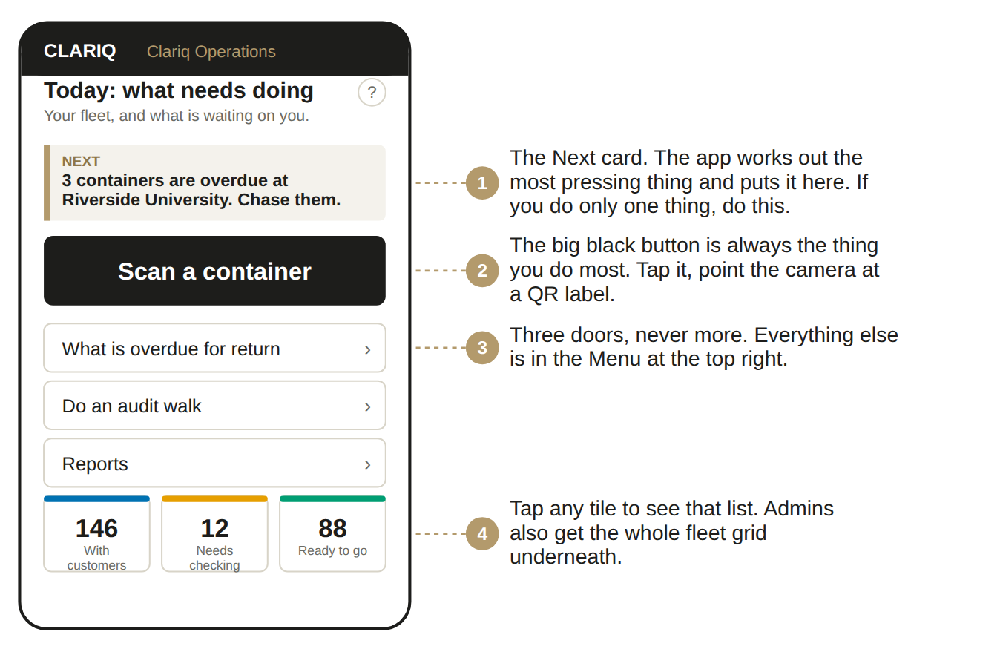 CLARIQ Clariq Operations
Today: what needs doing
?
Your fleet, and what is waiting on you.
NEXT
3 containers are overdue at
Riverside University. Chase them.
Scan a container
What is overdue for return ›
Do an audit walk ›
Reports ›
146
With
customers
12
Needs
checking
88
Ready to go
1
The Next card. The app works out the
most pressing thing and puts it here. If
you do only one thing, do this.
2
The big black button is always the thing
you do most. Tap it, point the camera at
a QR label.
3
Three doors, never more. Everything else
is in the Menu at the top right.
4
Tap any tile to see that list. Admins
also get the whole fleet grid
underneath.